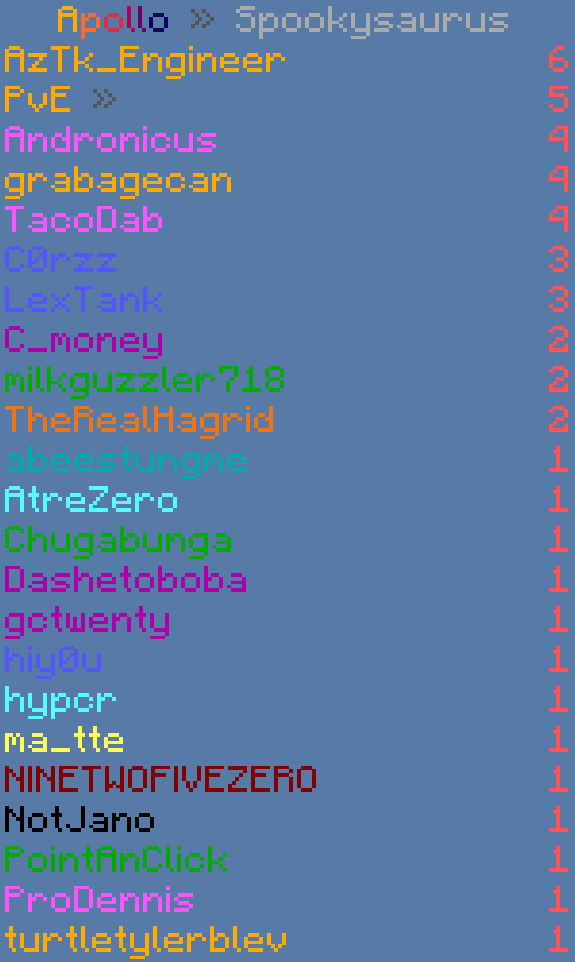 Apollo » Spookysaurus
AzTk_Engineer 6
PvE » 5
Andronicus 4
grabagecan 4
TacoDab 4
C0rzz 3
LexTank 3
C_money 2
milkguzzler718 2
TheRealHagrid 2
abeestungme 1
AtreZero 1
Chugabunga 1
Dashetoboba 1
gctwenty 1
hiy0u 1
hypcr 1
ma_tte 1
NINETWOFIVEZERO 1
NotJano 1
PointAnClick 1
ProDennis 1
turtletylerblev 1